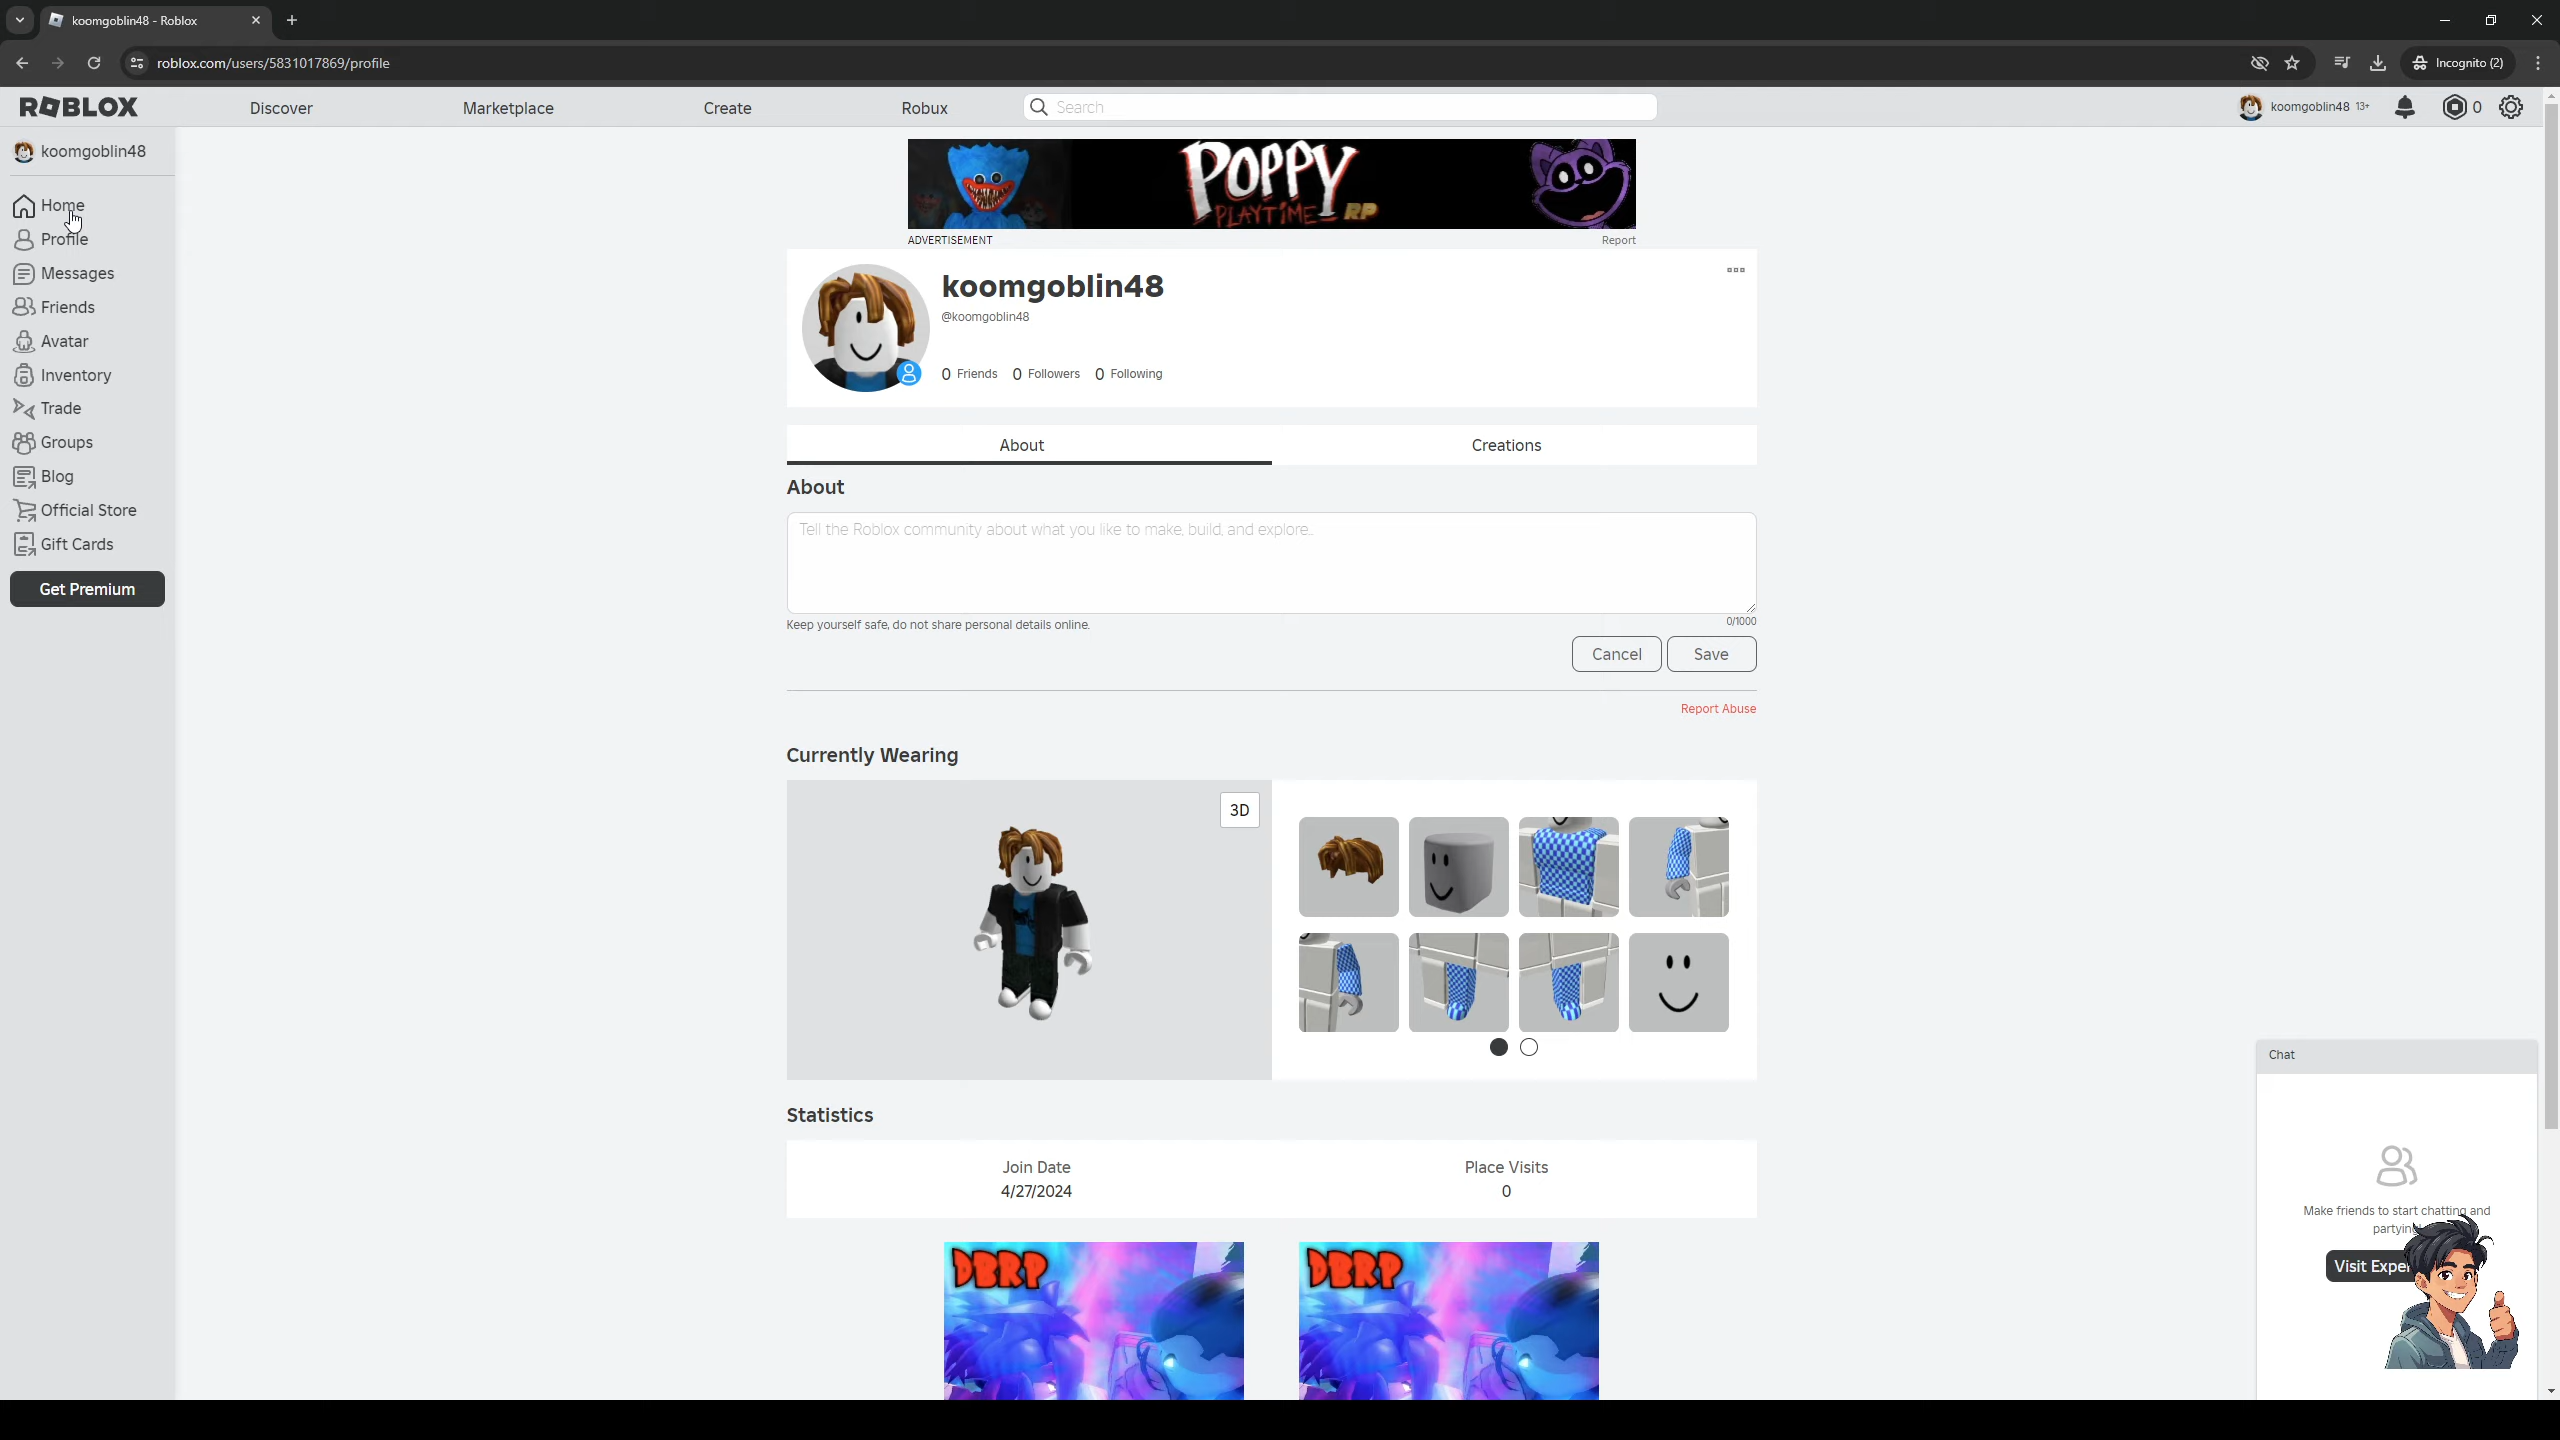 koomgoblin48 - Roblox
roblox.com/users/5831017869/profile
Incognito (2)
ROBLOX
Discover
Marketplace
Create
Robux
Search
koomgoblin48 13+
0
koomgoblin48
Home
Profile
Messages
Friends
Avatar
Inventory
Trade
Groups
Blog
Official Store
Gift Cards
Get Premium
POPPY
PLAYTIME RP
ADVERTISEMENT
Report
koomgoblin48
@koomgoblin48
0 Friends 0 Followers 0 Following
About
Creations
About
Tell the Roblox community about what you like to make, build, and explore...
Keep yourself safe, do not share personal details online.
0/1000
Cancel
Save
Report Abuse
Currently Wearing
3D
Statistics
Join Date
4/27/2024
Place Visits
0
DBRP
DBRP
Chat
Make friends to start chatting and
partying
Visit